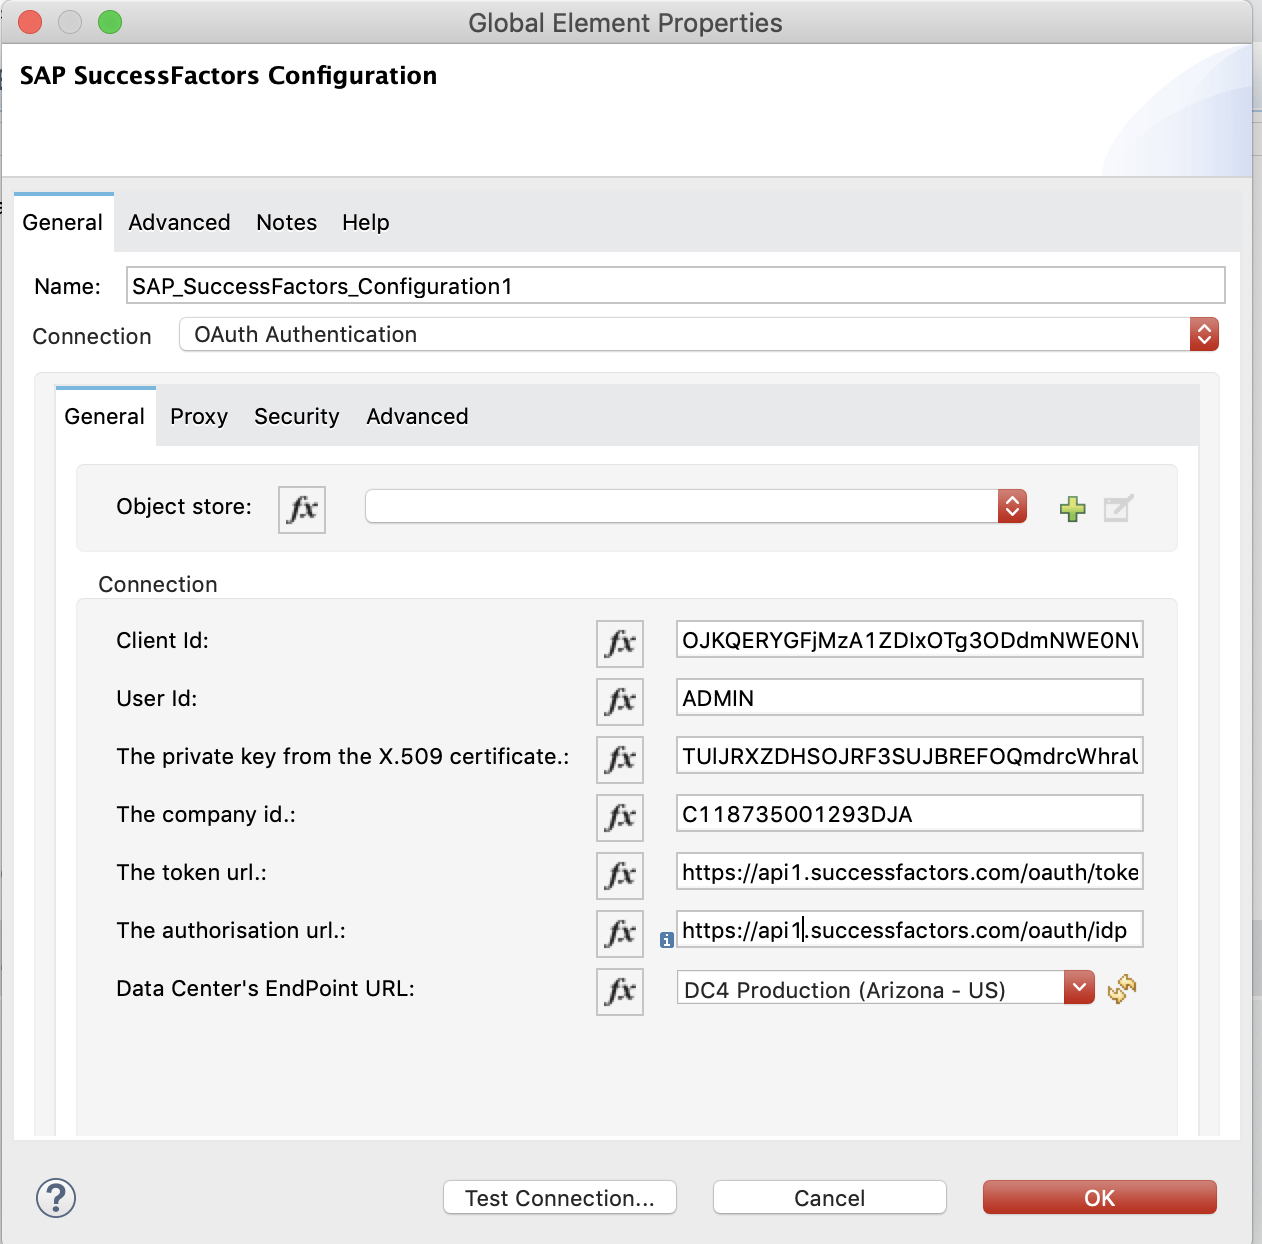 Global Element Properties
SAP SuccessFactors Configuration
General Advanced Notes Help
Name: SAP_SuccessFactors_Configuration1
Connection OAuth Authentication
General Proxy Security Advanced
Object store: fx
Connection
Client Id: fx OJKQERYGFjMzA1ZDIxOTg3ODdmNWE0N
User Id: fx ADMIN
The private key from the X.509 certificate.: fx TUlJRXZDHSOJRF3SUJBREFOQmdrcWhra
The company id.: fx C118735001293DJA
The token url.: fx https://api1.successfactors.com/oauth/toke
The authorisation url.: fx https://api1.successfactors.com/oauth/idp
Data Center's EndPoint URL: fx DC4 Production (Arizona - US)
? Test Connection... Cancel OK